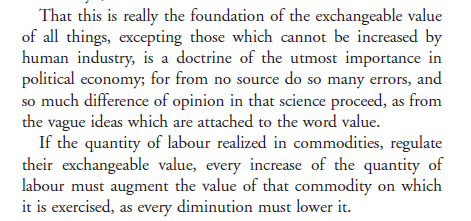 That this is really the foundation of the exchangeable value
of all things, excepting those which cannot be increased by
human industry, is a doctrine of the utmost importance in
political economy; for from no source do so many errors, and
so much difference of opinion in that science proceed, as from
the vague ideas which are attached to the word value.
If the quantity of labour realized in commodities, regulate
their exchangeable value, every increase of the quantity of
labour must augment the value of that commodity on which
it is exercised, as every diminution must lower it.